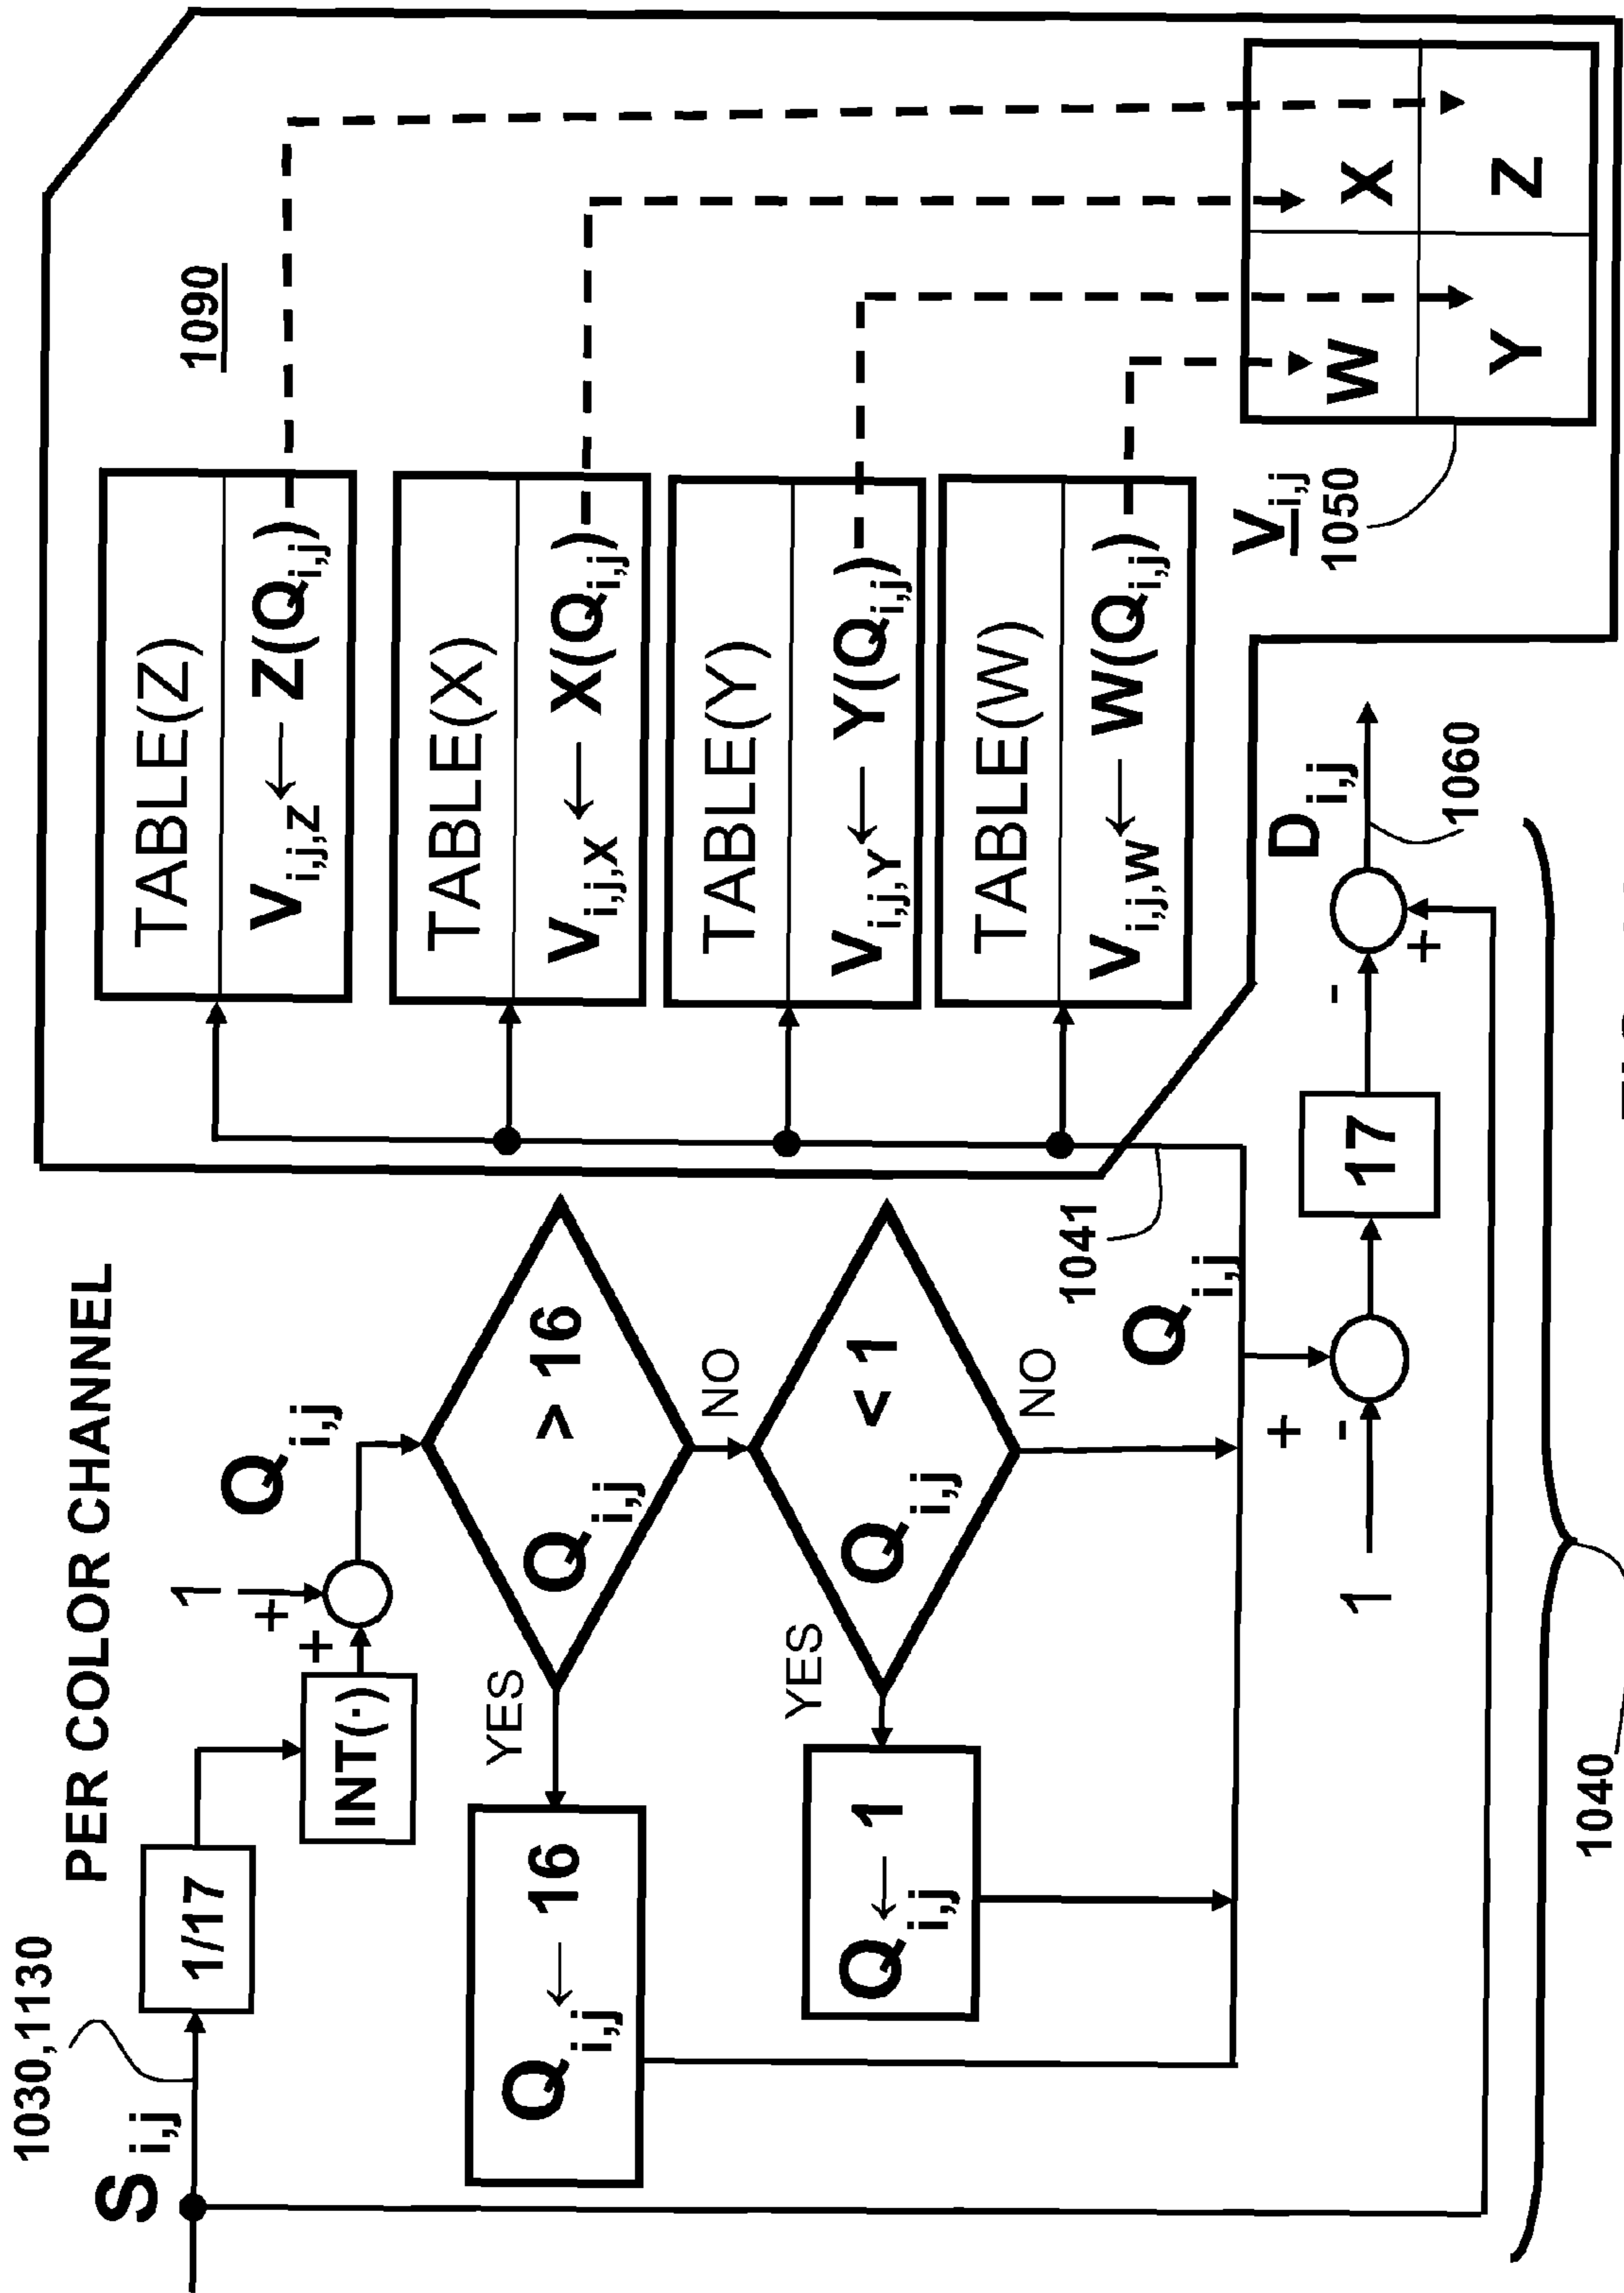 PER COLOR CHANNEL
1030,1130
S i,j
1/17
INT(·)
+
1
+
Q i,j
Q i,j > 16
YES
NO
Q i,j ← 16
Q i,j < 1
YES
NO
Q i,j ← 1
Q i,j
1041
1
-
+
17
-
+
D i,j
1060
1040
1090
TABLE(Z)
V i,j,Z ← Z(Q i,j)
TABLE(X)
V i,j,X ← X(Q i,j)
TABLE(Y)
V i,j,Y ← Y(Q i,j)
TABLE(W)
V i,j,W ← W(Q i,j)
V i,j
1050
W X
Y Z